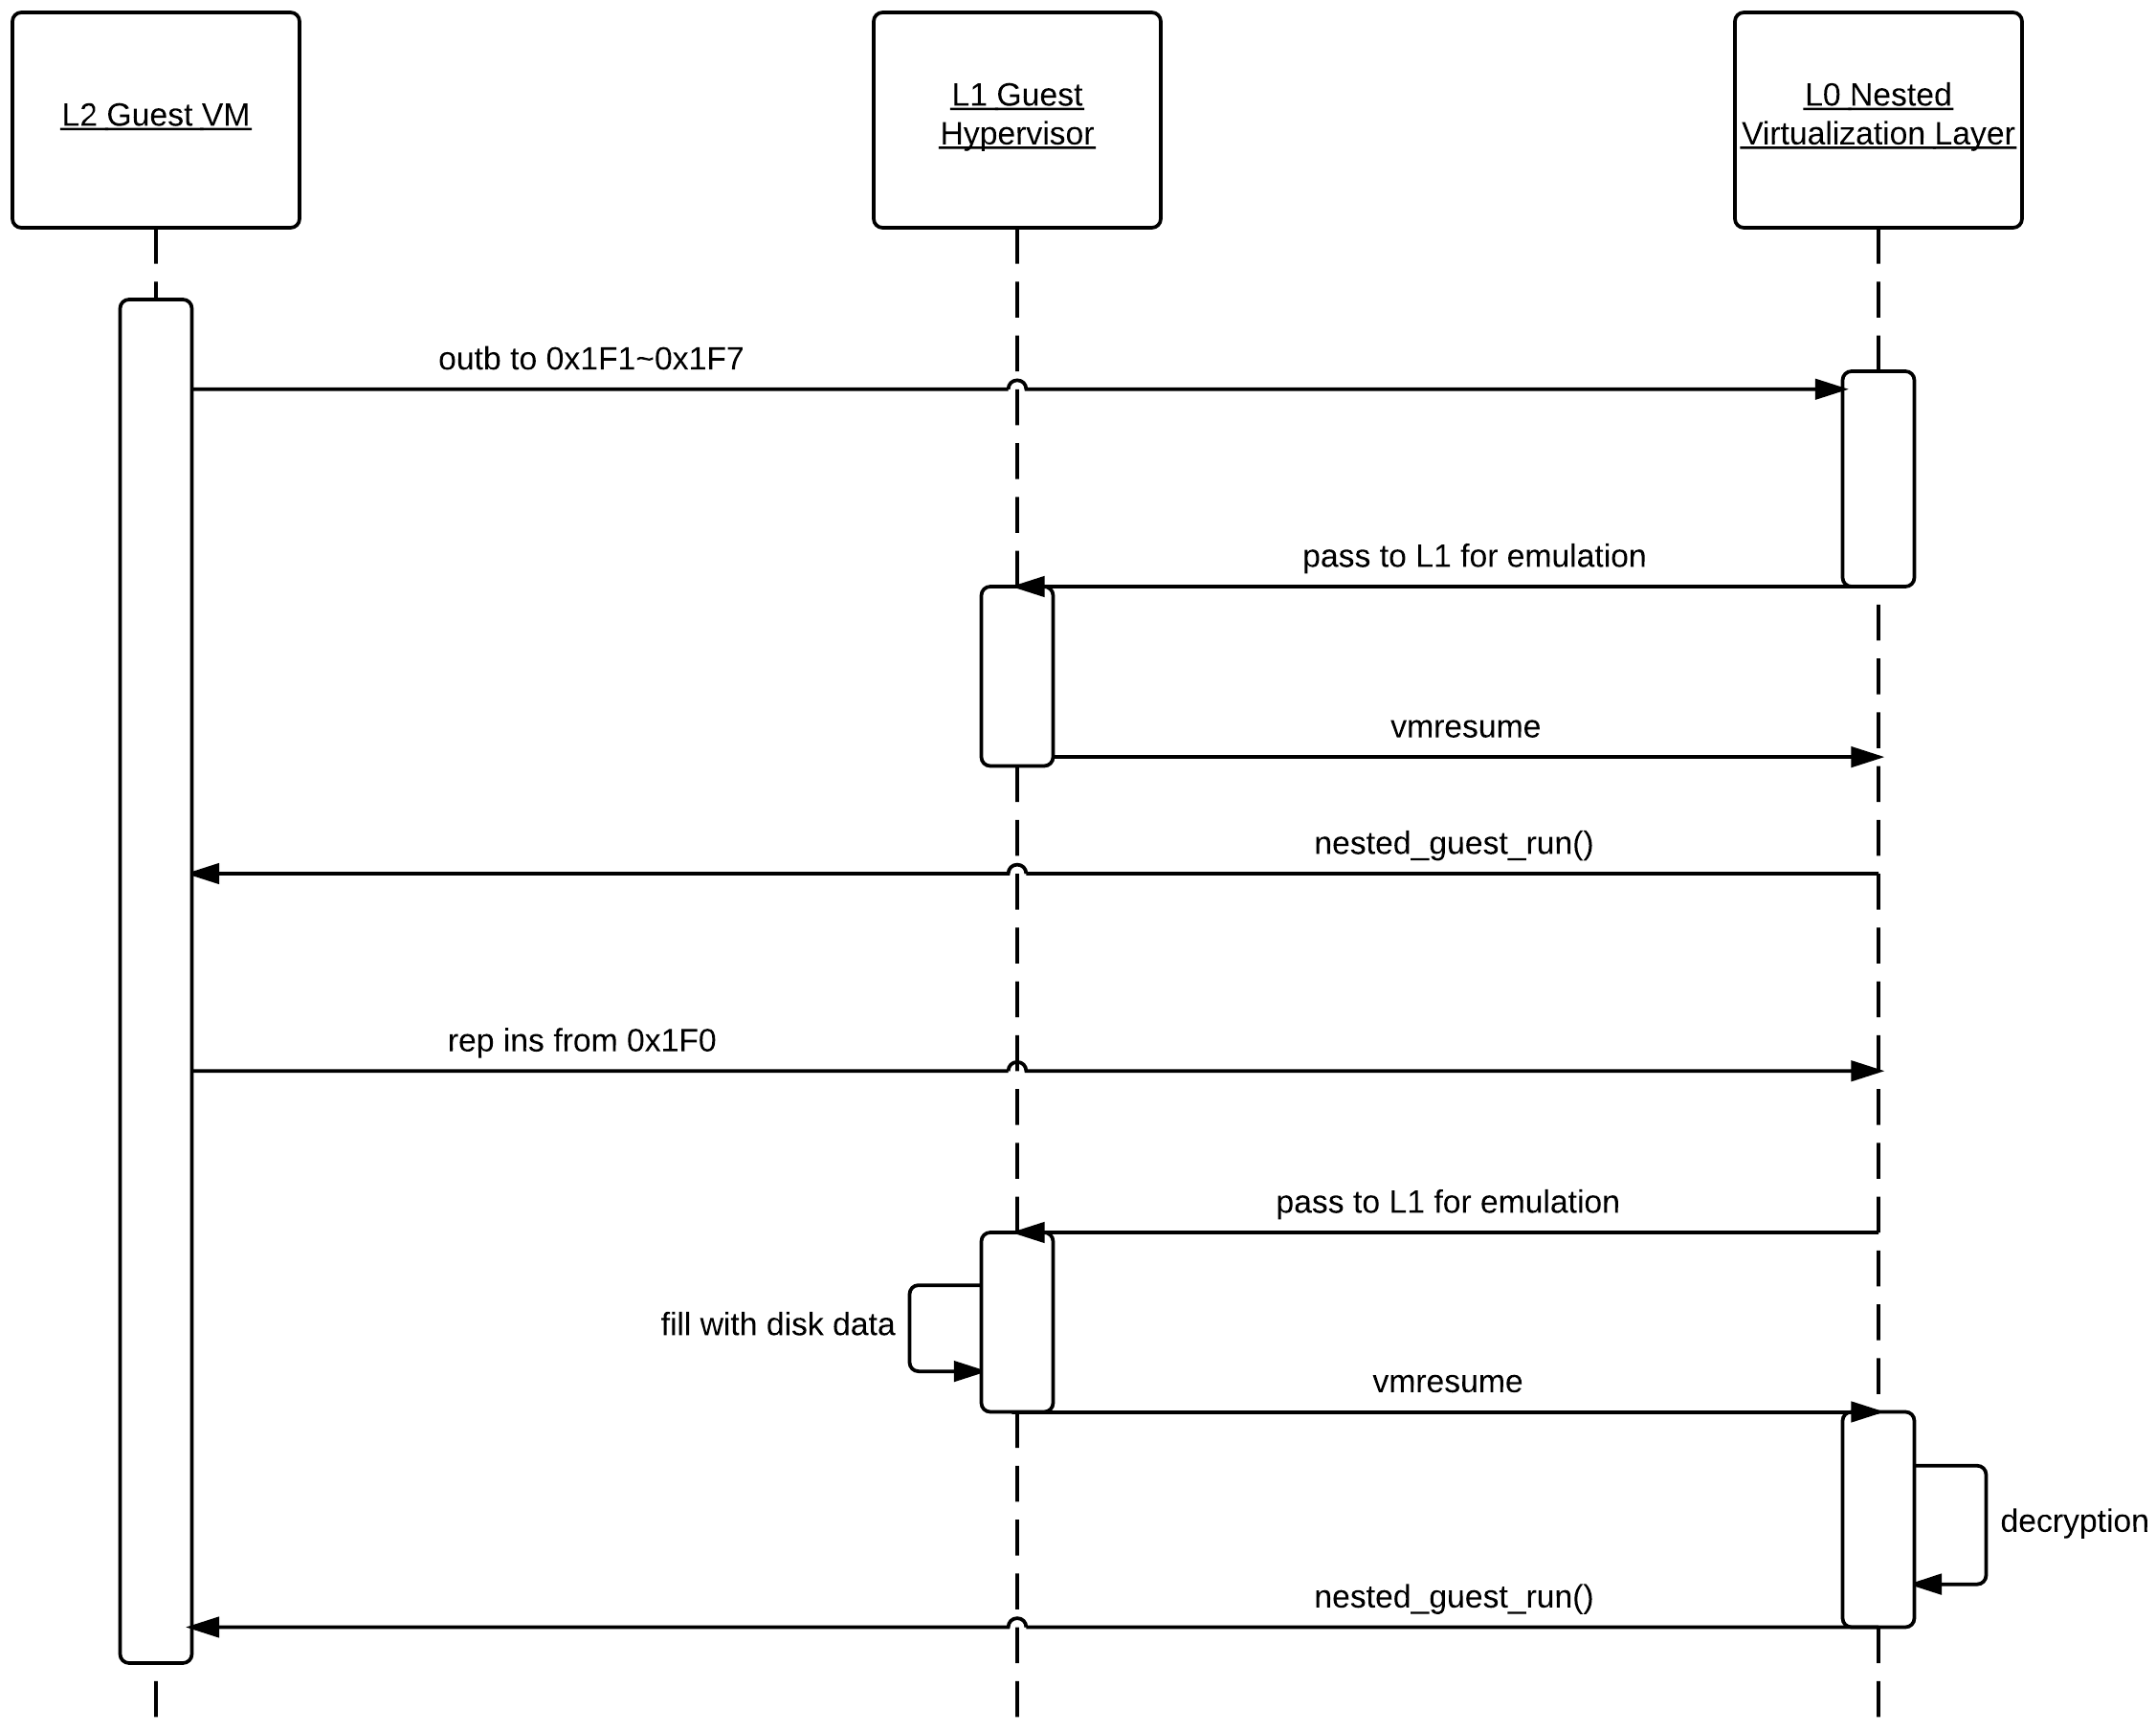 L2 Guest VM
L1 Guest
Hypervisor
L0 Nested
Virtualization Layer
outb to 0x1F1~0x1F7
pass to L1 for emulation
vmresume
nested_guest_run()
rep ins from 0x1F0
pass to L1 for emulation
fill with disk data
vmresume
decryption
nested_guest_run()